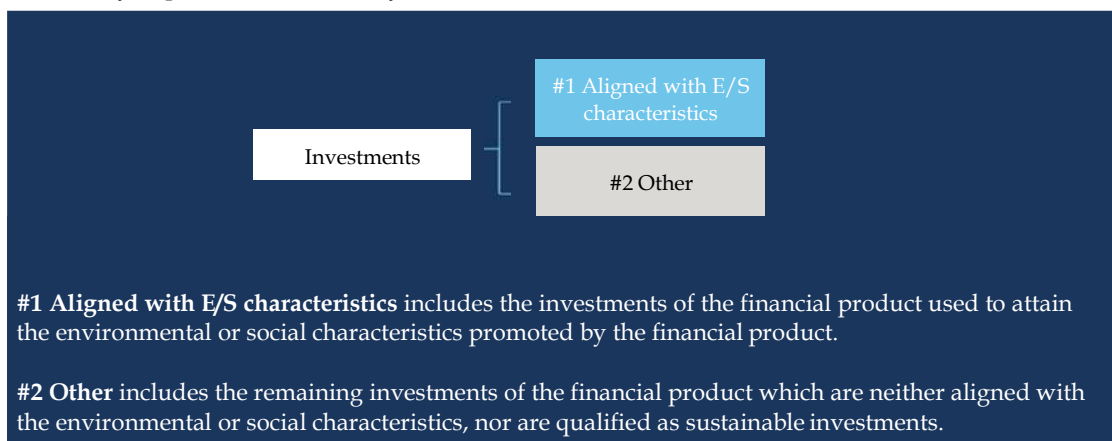 #1 Aligned with E/S
characteristics
Investments
#2 Other
#1 Aligned with E/S characteristics includes the investments of the financial product used to attain
the environmental or social characteristics promoted by the financial product.
#2 Other includes the remaining investments of the financial product which are neither aligned with
the environmental or social characteristics, nor are qualified as sustainable investments.